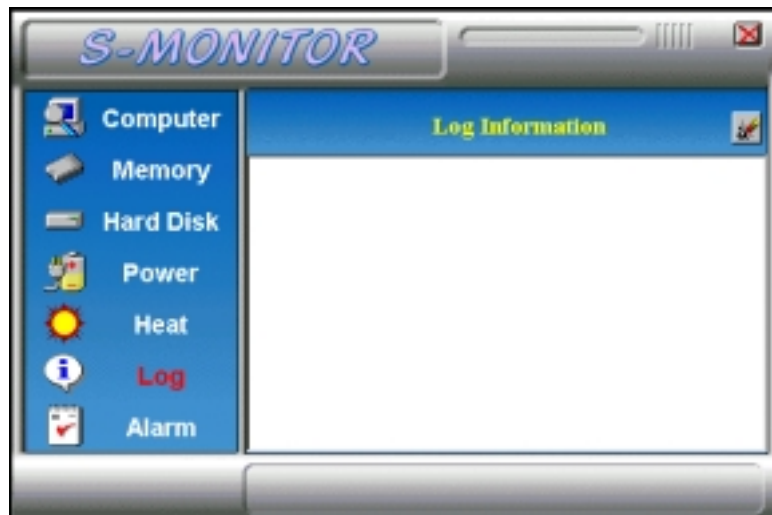 S-MONITOR
Computer
Memory
Hard Disk
Power
Heat
Log
Alarm
Log Information